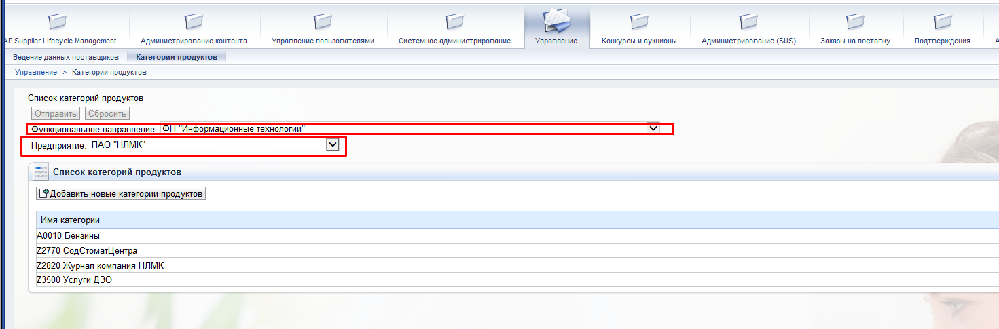 AP Supplier Lifecycle Management Администрирование контента Управление пользователями Системное администрирование Управление Конкурсы и аукционы Администрирование (SUS) Заказы на поставку Подтверждения
Ведение данных поставщиков Категории продуктов
Управление > Категории продуктов
Список категорий продуктов
Отправить Сбросить
Функциональное направление: ФН "Информационные технологии"
Предприятие: ПАО "НЛМК"
Список категорий продуктов
Добавить новые категории продуктов
Имя категории
A0010 Бензины
Z2770 СодСтоматЦентра
Z2820 Журнал компания НЛМК
Z3500 Услуги ДЗО